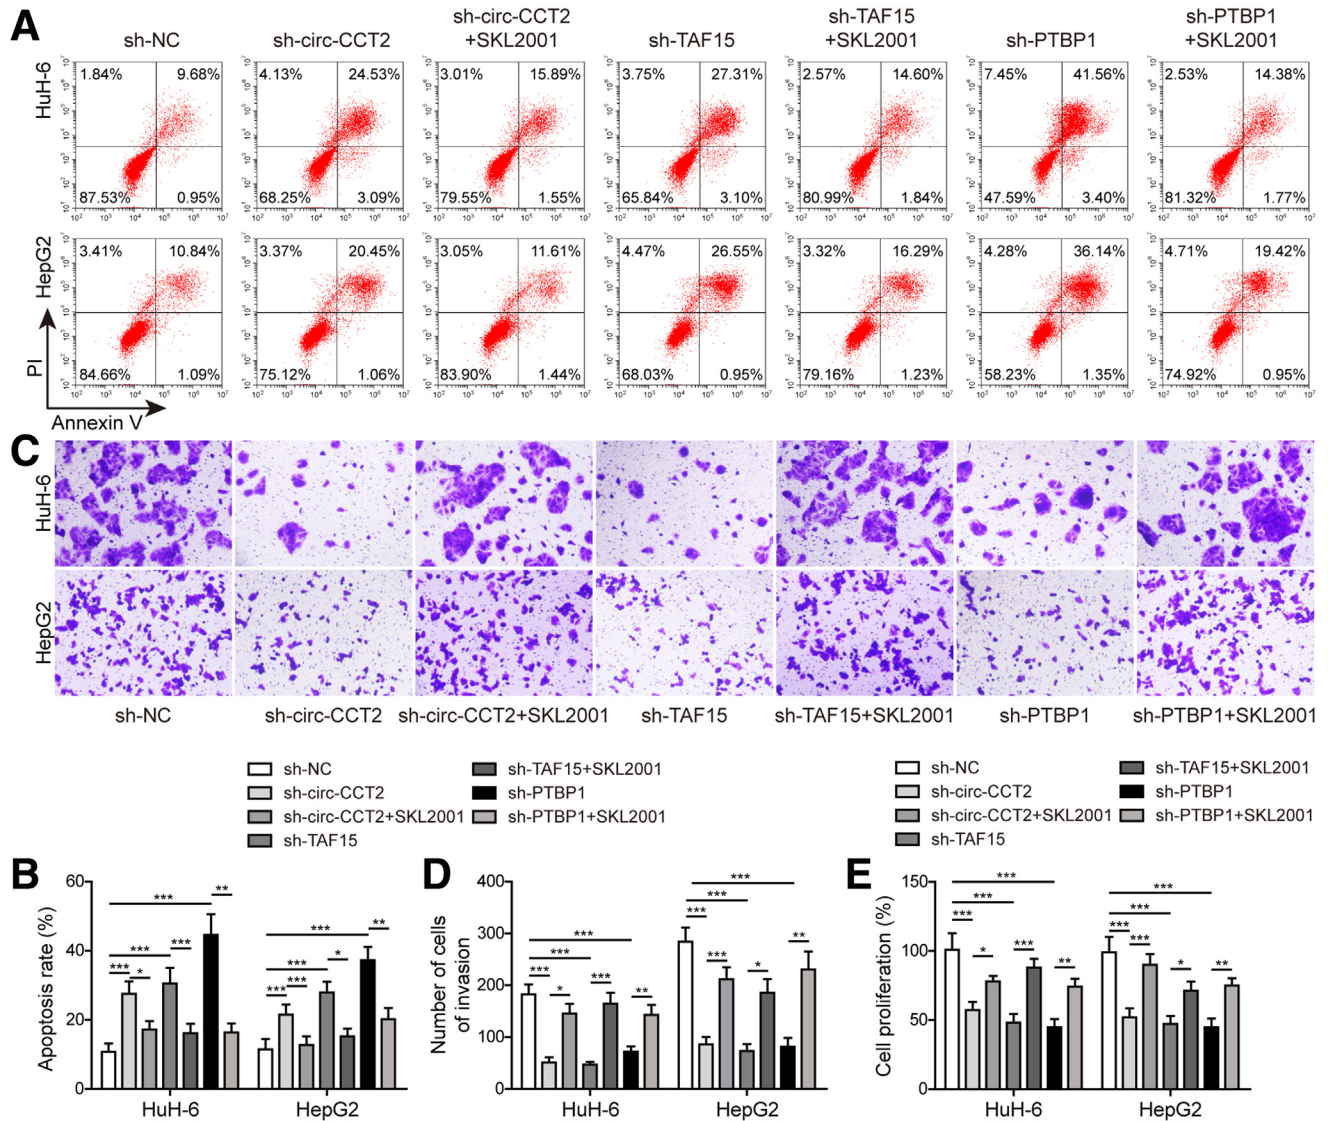 A
sh-NC
sh-circ-CCT2
sh-circ-CCT2
+SKL2001
sh-TAF15
sh-TAF15
+SKL2001
sh-PTBP1
sh-PTBP1
+SKL2001
HuH-6
1.84% 9.68% 4.13% 24.53% 3.01% 15.89% 3.75% 27.31% 2.57% 14.60% 7.45% 41.56% 2.53% 14.38%
87.53% 0.95% 68.25% 3.09% 79.55% 1.55% 65.84% 3.10% 80.99% 1.84% 47.59% 3.40% 81.32% 1.77%
HepG2
3.41% 10.84% 3.37% 20.45% 3.05% 11.61% 4.47% 26.55% 3.32% 16.29% 4.28% 36.14% 4.71% 19.42%
84.66% 1.09% 75.12% 1.06% 83.90% 1.44% 68.03% 0.95% 79.16% 1.23% 58.23% 1.35% 74.92% 0.95%
PI
Annexin V
C
HuH-6
HepG2
sh-NC sh-circ-CCT2 sh-circ-CCT2+SKL2001 sh-TAF15 sh-TAF15+SKL2001 sh-PTBP1 sh-PTBP1+SKL2001
sh-NC
sh-circ-CCT2
sh-circ-CCT2+SKL2001
sh-TAF15
sh-TAF15+SKL2001
sh-PTBP1
sh-PTBP1+SKL2001
sh-NC
sh-circ-CCT2
sh-circ-CCT2+SKL2001
sh-TAF15
sh-TAF15+SKL2001
sh-PTBP1
sh-PTBP1+SKL2001
B
Apoptosis rate (%)
60
40
20
0
*** * *** *** *** **
*** *** *** * *** **
HuH-6 HepG2
D
Number of cells
of invasion
400
300
200
100
0
*** * *** *** *** **
*** *** *** * *** **
HuH-6 HepG2
E
Cell proliferation (%)
150
100
50
0
*** * *** *** *** **
*** *** *** * *** **
HuH-6 HepG2